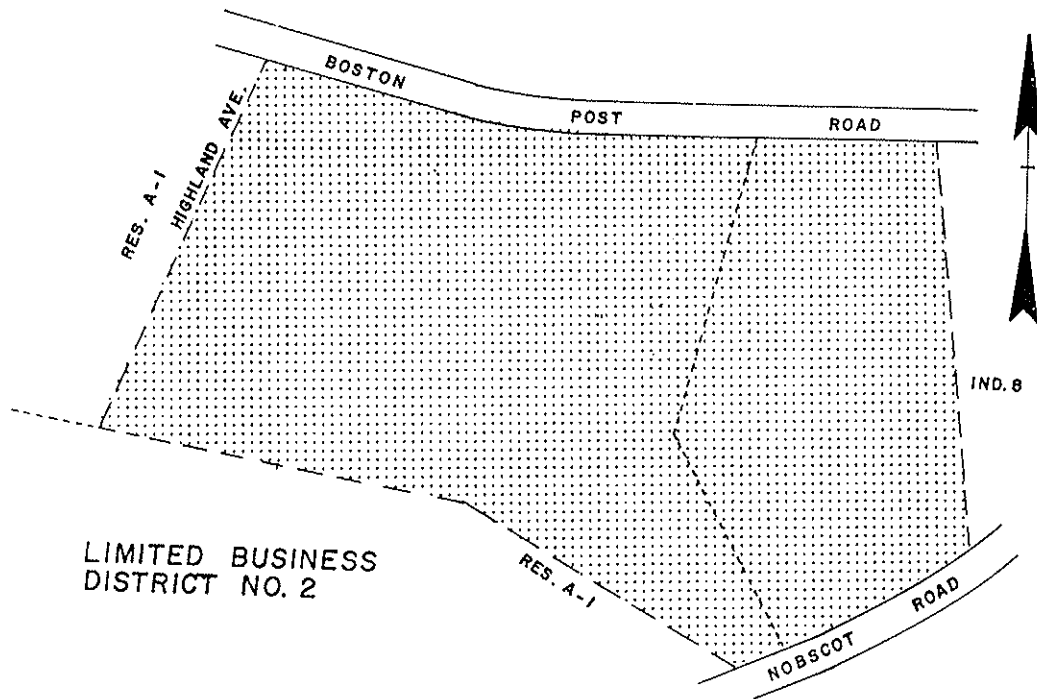 BOSTON POST ROAD
HIGHLAND AVE.
RES. A-1
IND. 8
LIMITED BUSINESS
DISTRICT NO. 2
RES. A-1
NOBSCOT ROAD